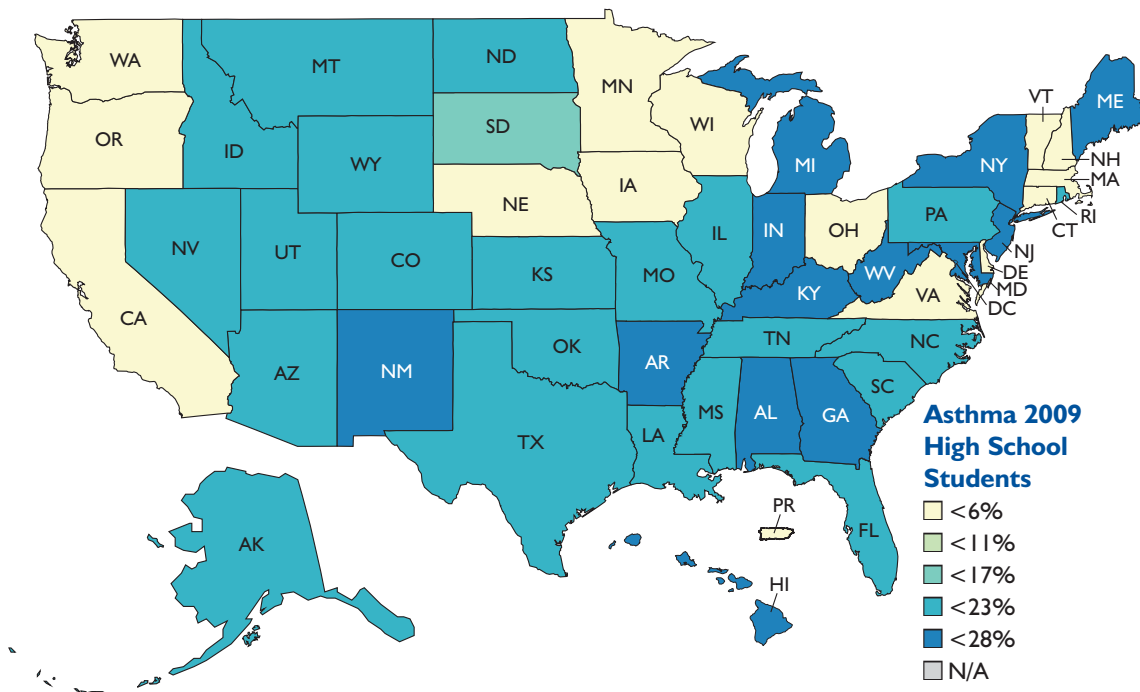 WA
MT
ND
MN
VT
ME
OR
ID
SD
WI
NH
WY
MI
NY
MA
IA
NE
PA
RI
CT
NV
UT
CO
IL
IN
OH
NJ
KS
MO
WV
DE
MD
KY
VA
DC
CA
TN
NC
OK
AR
AZ
NM
SC
MS
AL
GA
TX
LA
Asthma 2009
High School
Students
PR
<6%
FL
<11%
AK
<17%
HI
<23%
<28%
N/A